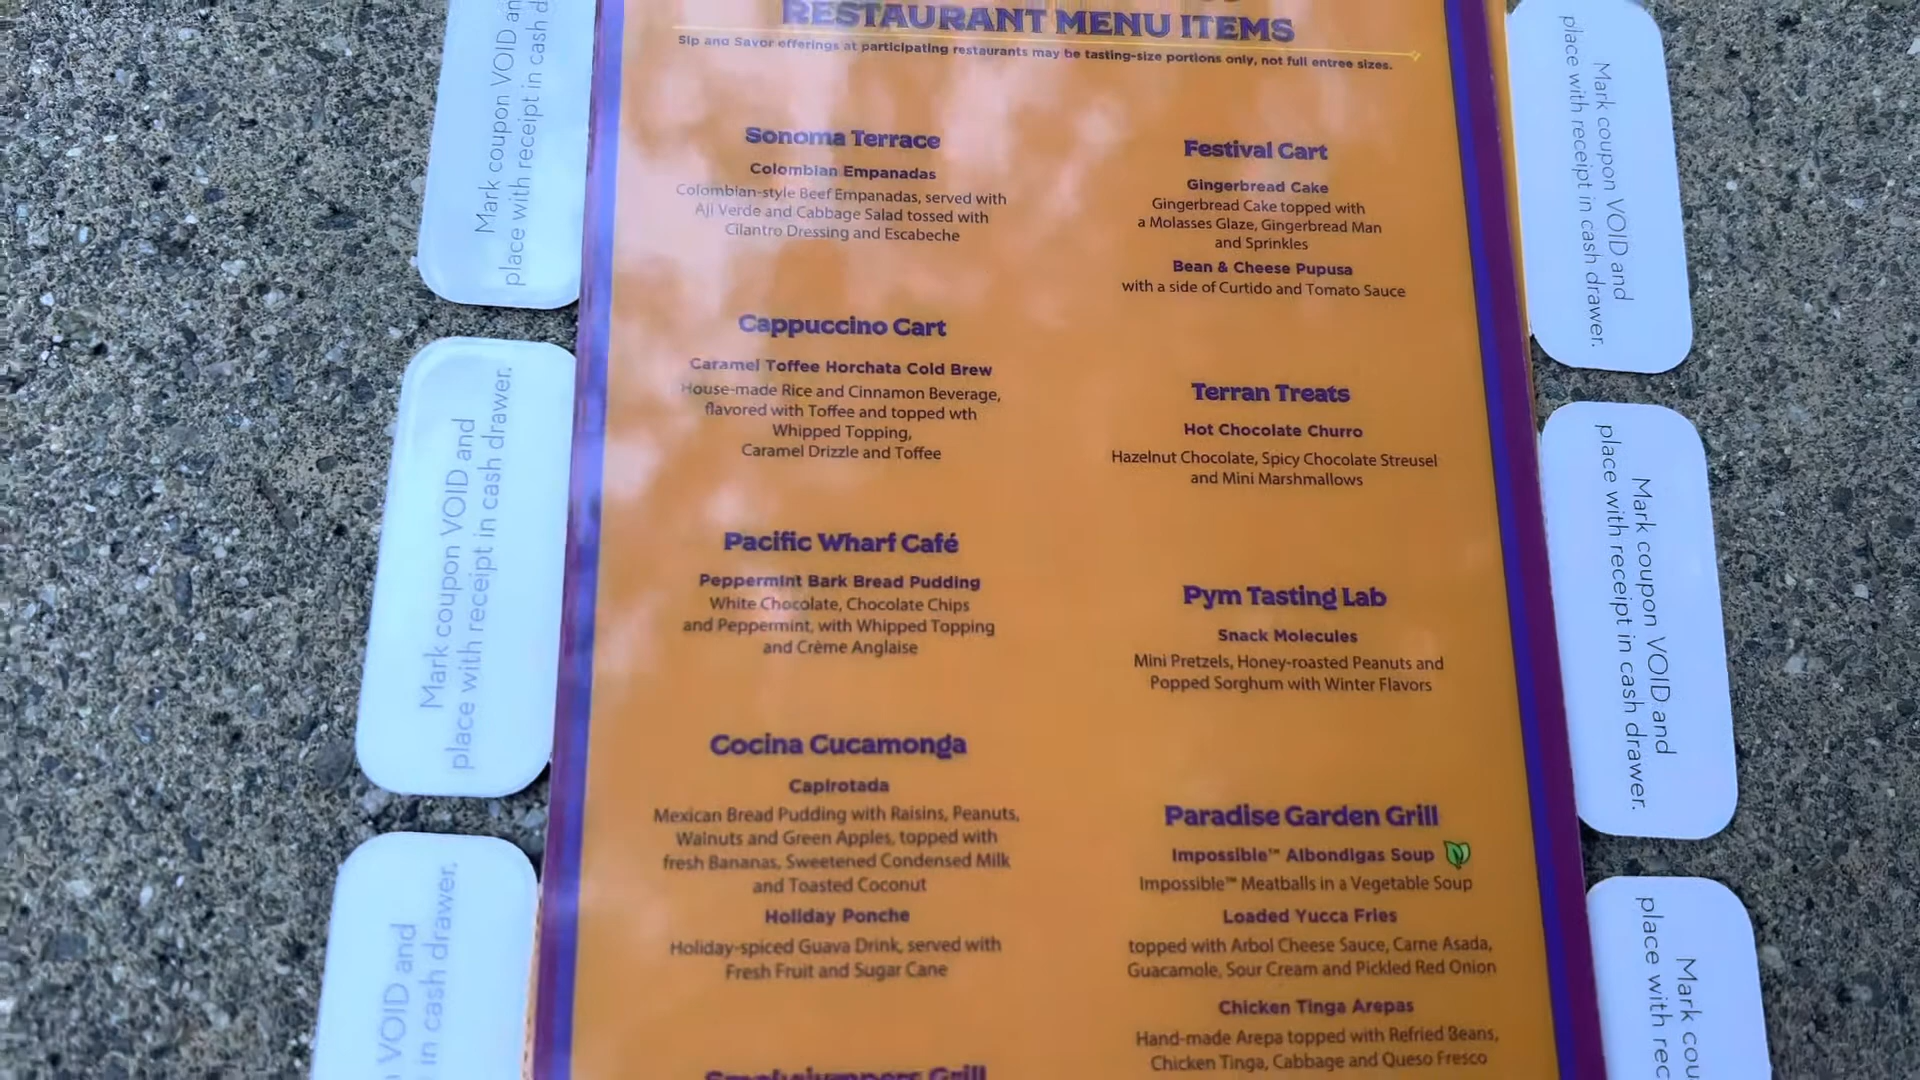 RESTAURANT MENU ITEMS
Sip and Savor offerings at participating restaurants may be tasting-size portions only, not full entree sizes.
Sonoma Terrace
Colombian Empanadas
Colombian-style Beef Empanadas, served with
Aji Verde and Cabbage Salad tossed with
Cilantro Dressing and Escabeche
Cappuccino Cart
Caramel Toffee Horchata Cold Brew
House-made Rice and Cinnamon Beverage,
flavored with Toffee and topped wth
Whipped Topping,
Caramel Drizzle and Toffee
Pacific Wharf Café
Peppermint Bark Bread Pudding
White Chocolate, Chocolate Chips
and Peppermint, with Whipped Topping
and Crème Anglaise
Cocina Cucamonga
Capirotada
Mexican Bread Pudding with Raisins, Peanuts,
Walnuts and Green Apples, topped with
fresh Bananas, Sweetened Condensed Milk
and Toasted Coconut
Holiday Ponche
Holiday-spiced Guava Drink, served with
Fresh Fruit and Sugar Cane
Smokejumpers Grill
Festival Cart
Gingerbread Cake
Gingerbread Cake topped with
a Molasses Glaze, Gingerbread Man
and Sprinkles
Bean & Cheese Pupusa
with a side of Curtido and Tomato Sauce
Terran Treats
Hot Chocolate Churro
Hazelnut Chocolate, Spicy Chocolate Streusel
and Mini Marshmallows
Pym Tasting Lab
Snack Molecules
Mini Pretzels, Honey-roasted Peanuts and
Popped Sorghum with Winter Flavors
Paradise Garden Grill
Impossible™ Albondigas Soup
Impossible™ Meatballs in a Vegetable Soup
Loaded Yucca Fries
topped with Arbol Cheese Sauce, Carne Asada,
Guacamole, Sour Cream and Pickled Red Onion
Chicken Tinga Arepas
Hand-made Arepa topped with Refried Beans,
Chicken Tinga, Cabbage and Queso Fresco
Mark coupon VOID an
place with receipt in cash d
Mark coupon VOID and
place with receipt in cash drawer.
VOID and
in cash drawer.
Mark coupon VOID and
place with receipt in cash drawer.
Mark coupon VOID and
place with receipt in cash drawer.
Mark cou
place with rec